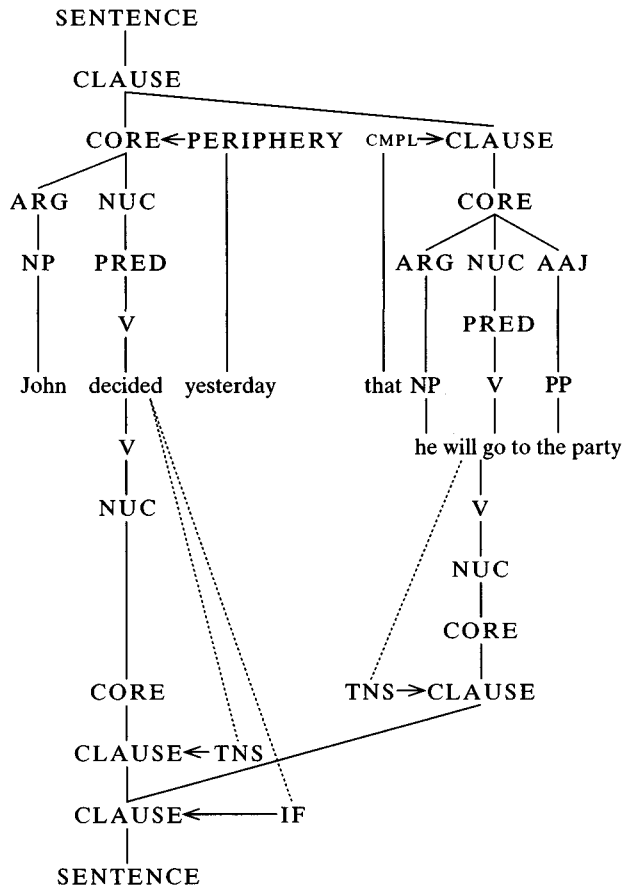 SENTENCE
CLAUSE
CORE PERIPHERY CMPL CLAUSE
ARG NUC CORE
NP PRED ARG NUC AAJ
V PRED
John decided yesterday that NP V PP
V he will go to the party
NUC V
NUC
CORE
CORE TNS CLAUSE
CLAUSE TNS
CLAUSE IF
SENTENCE